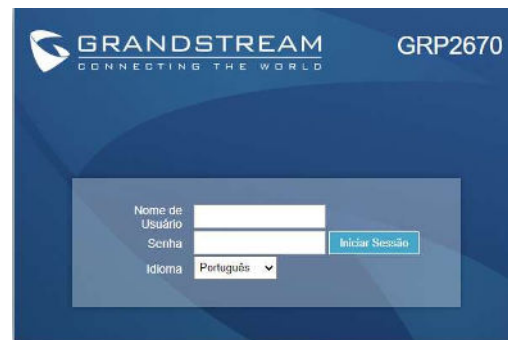 GRANDSTREAM
CONNECTING THE WORLD
GRP2670
Nome de
Usuário
Senha
Iniciar Sessão
Idioma
Português